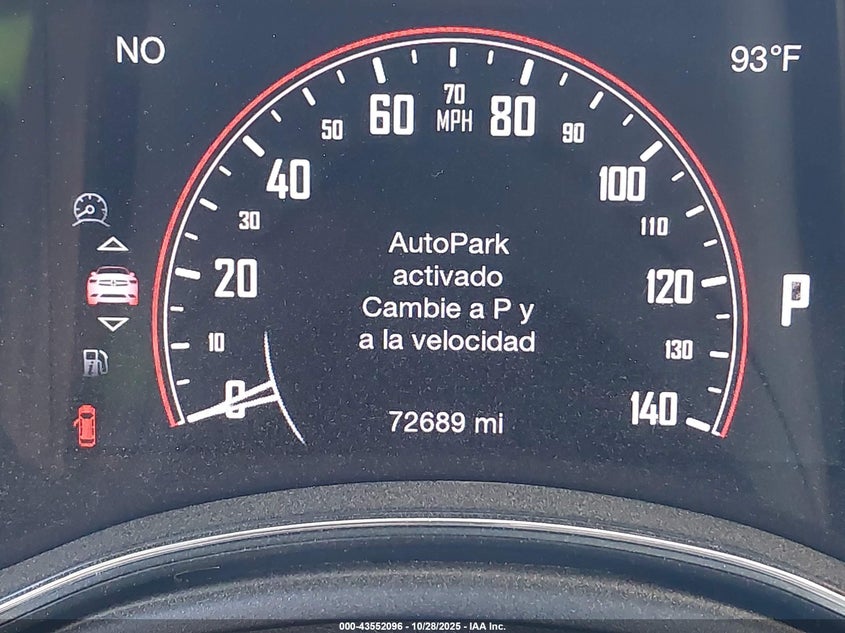 NO
93°F
70
MPH
60
80
50
90
40
100
30
110
AutoPark
activado
Cambie a P y
a la velocidad
20
120
P
10
130
0
140
72689 mi
000-43552096 - 10/28/2025 - IAA Inc.